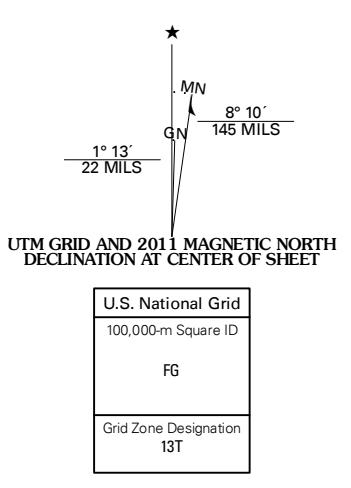 ★
MN
8° 10´
145 MILS
GN
1° 13´
22 MILS
UTM GRID AND 2011 MAGNETIC NORTH
DECLINATION AT CENTER OF SHEET
U.S. National Grid
100,000-m Square ID
FG
Grid Zone Designation
13T